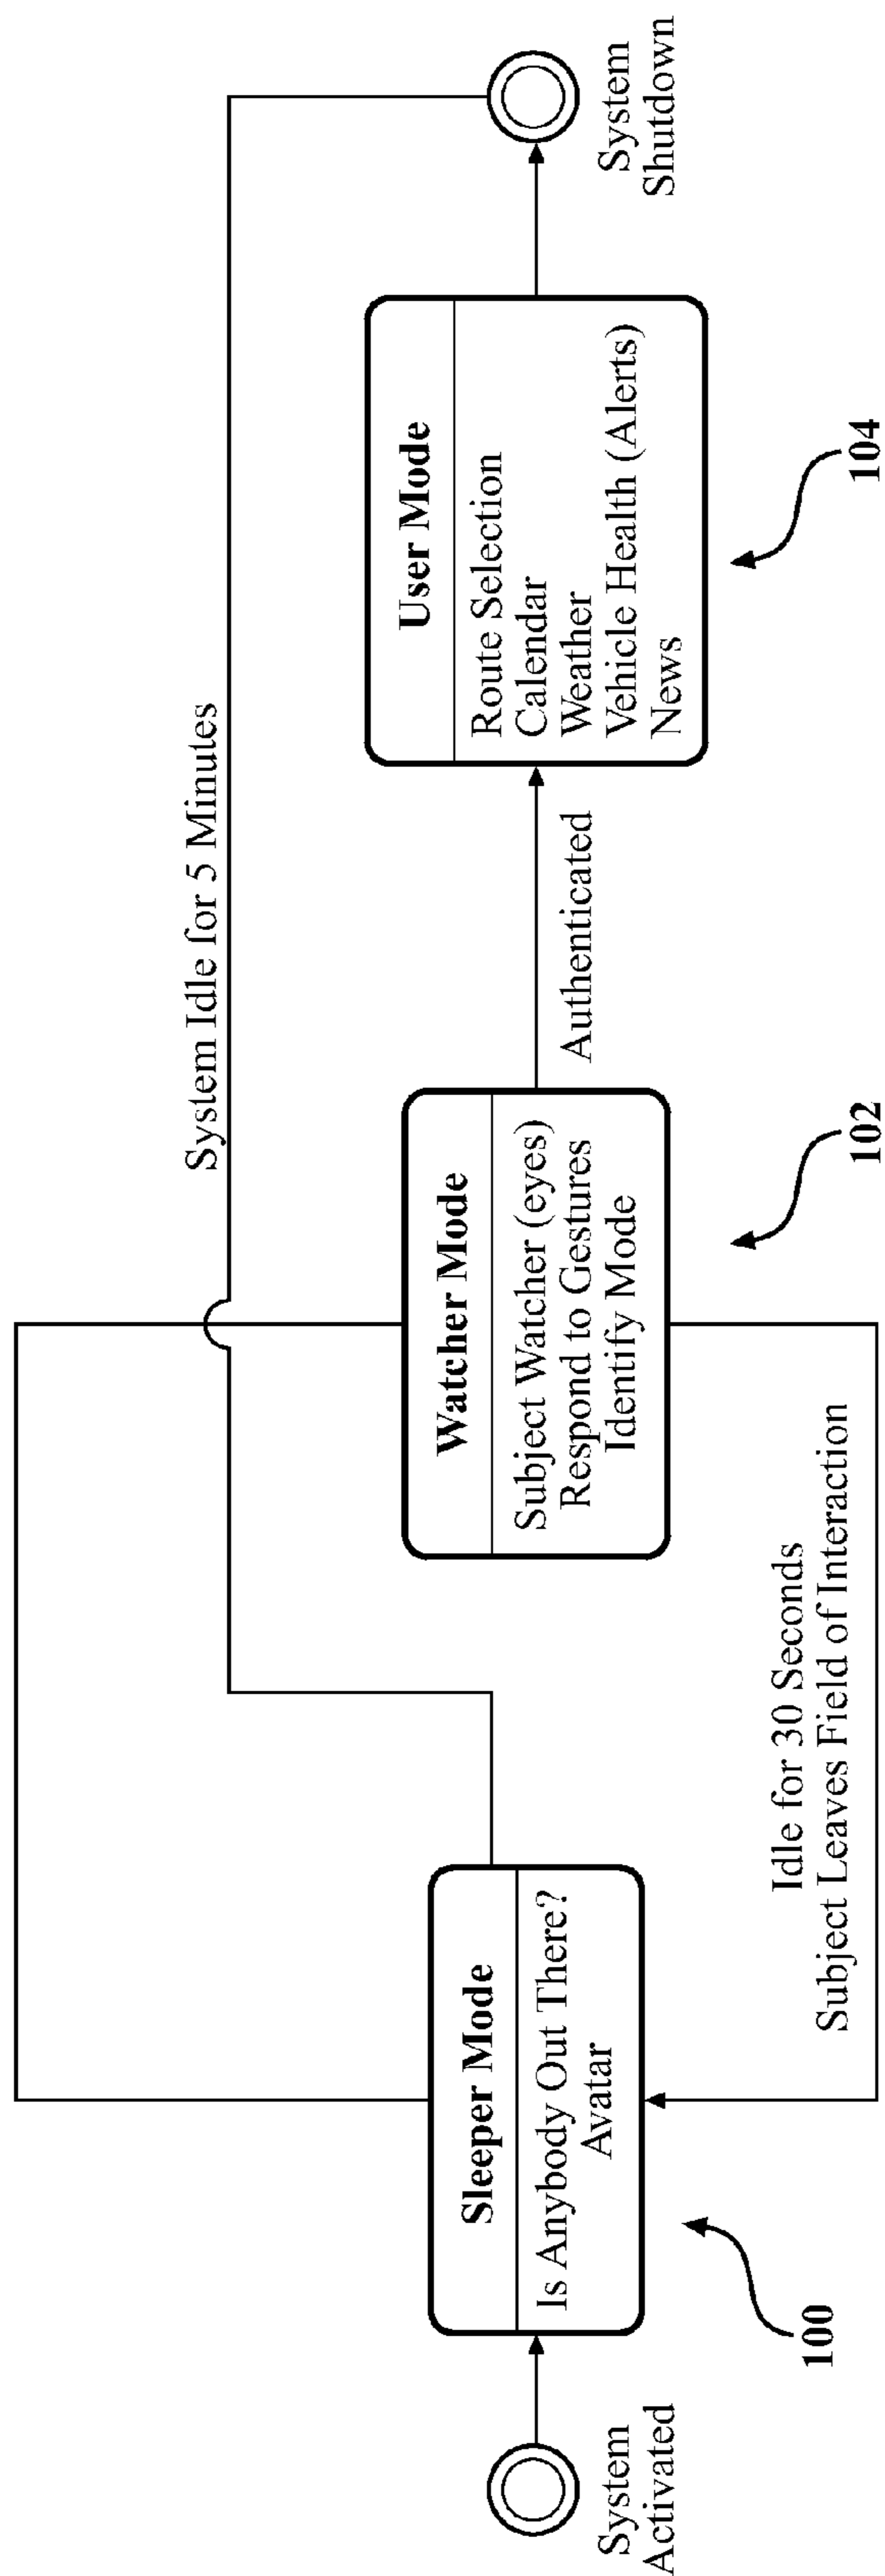 System Idle for 5 Minutes
System
Activated
Sleeper Mode
Is Anybody Out There?
Avatar
100
Idle for 30 Seconds
Subject Leaves Field of Interaction
Watcher Mode
Subject Watcher (eyes)
Respond to Gestures
Identify Mode
102
Authenticated
User Mode
Route Selection
Calendar
Weather
Vehicle Health (Alerts)
News
104
System
Shutdown